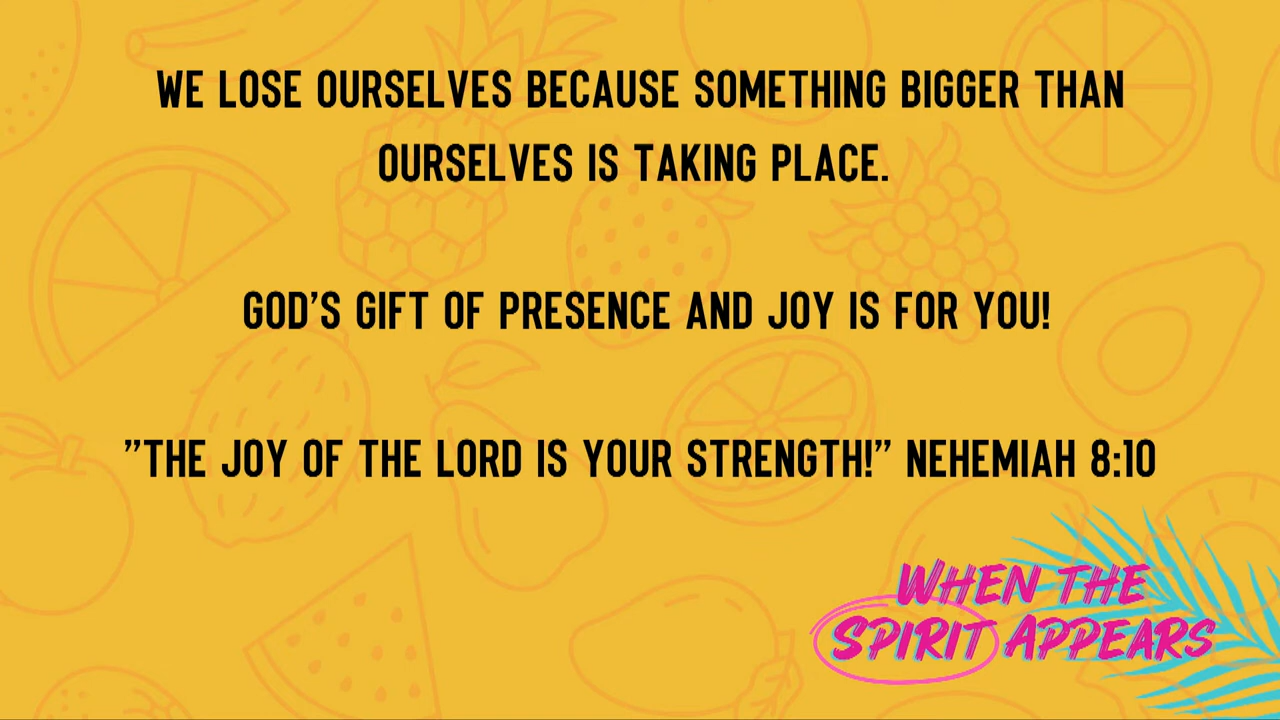 WE LOSE OURSELVES BECAUSE SOMETHING BIGGER THAN
OURSELVES IS TAKING PLACE.
GOD’S GIFT OF PRESENCE AND JOY IS FOR YOU!
”THE JOY OF THE LORD IS YOUR STRENGTH!” NEHEMIAH 8:10
WHEN THE
SPIRIT APPEARS